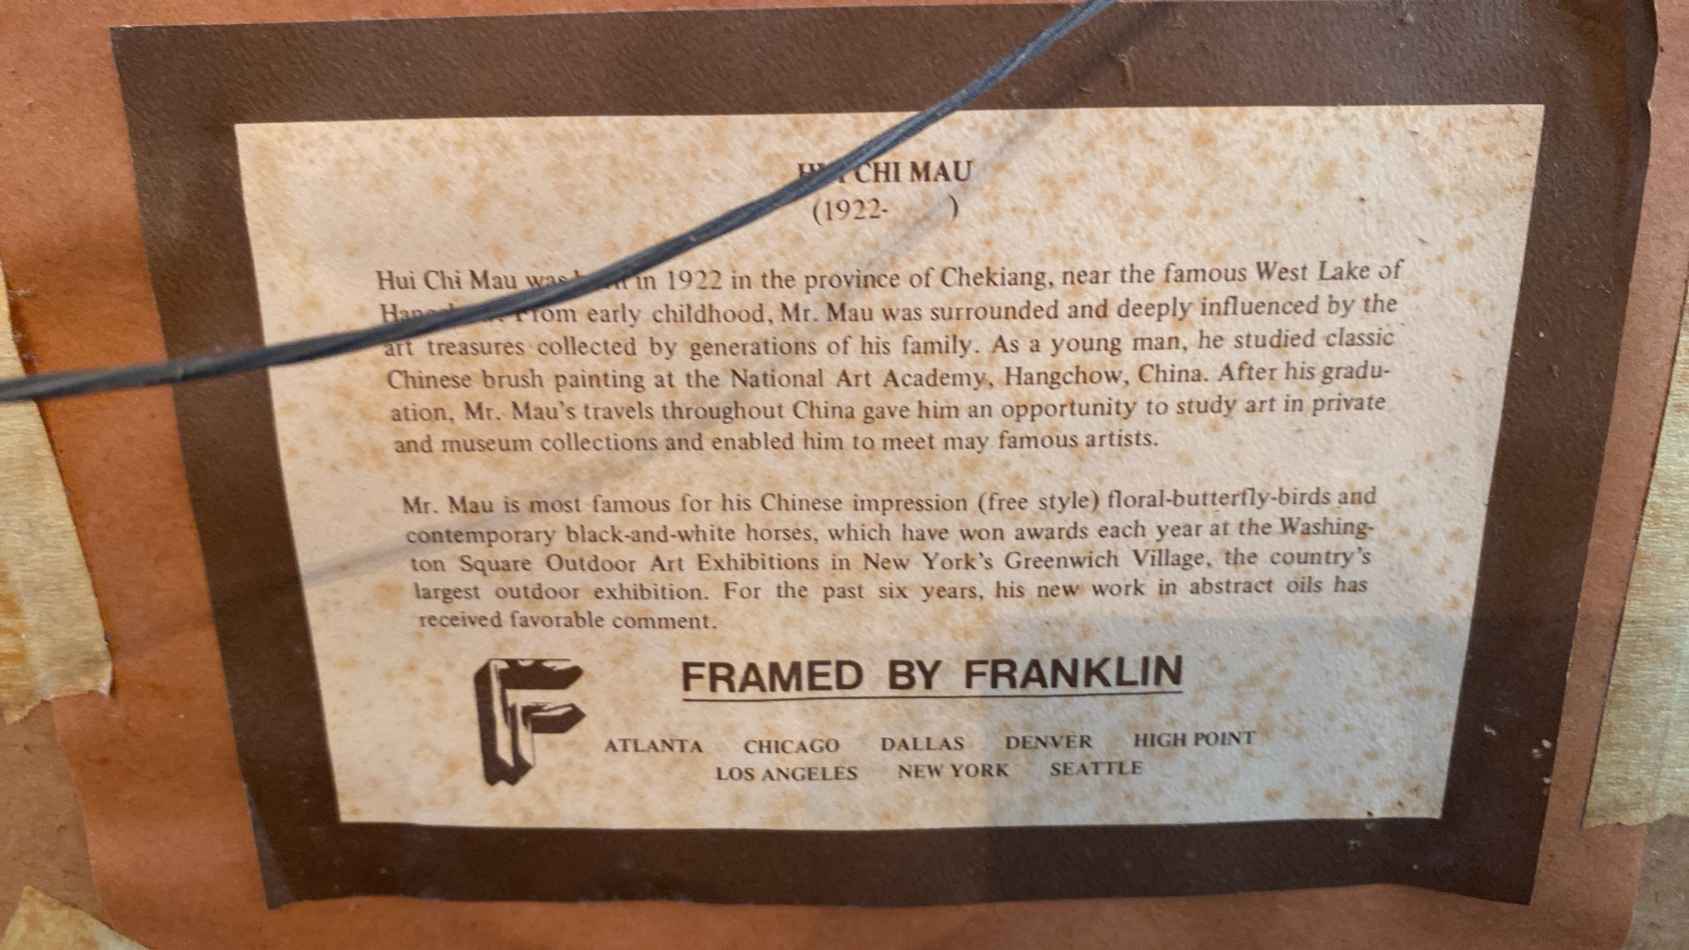 HUI CHI MAU
(1922- )
Hui Chi Mau was born in 1922 in the province of Chekiang, near the famous West Lake of
Hangchow. From early childhood, Mr. Mau was surrounded and deeply influenced by the
art treasures collected by generations of his family. As a young man, he studied classic
Chinese brush painting at the National Art Academy, Hangchow, China. After his gradu-
ation, Mr. Mau's travels throughout China gave him an opportunity to study art in private
and museum collections and enabled him to meet may famous artists.
Mr. Mau is most famous for his Chinese impression (free style) floral-butterfly-birds and
contemporary black-and-white horses, which have won awards each year at the Washing-
ton Square Outdoor Art Exhibitions in New York's Greenwich Village, the country's
largest outdoor exhibition. For the past six years, his new work in abstract oils has
received favorable comment.
F
FRAMED BY FRANKLIN
ATLANTA CHICAGO DALLAS DENVER HIGH POINT
LOS ANGELES NEW YORK SEATTLE